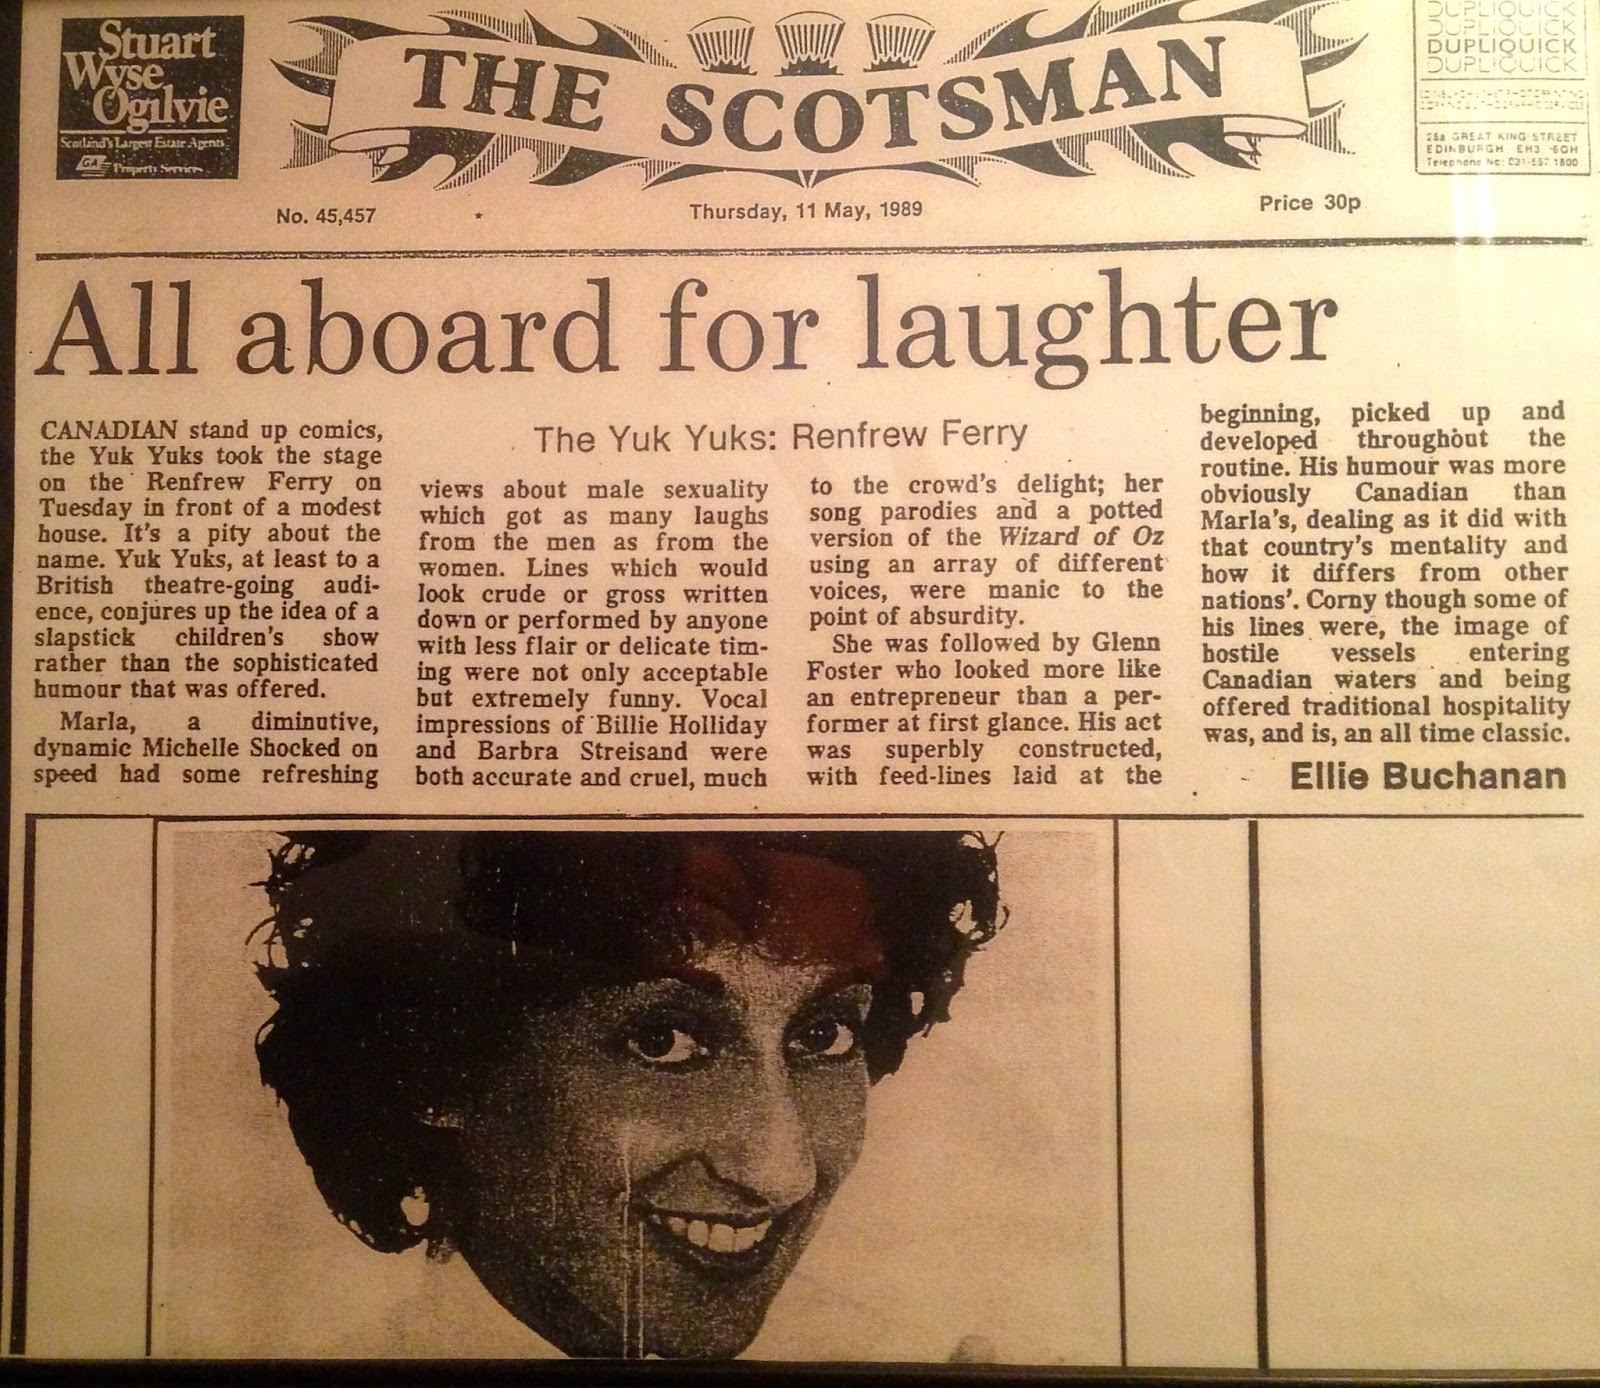 Stuart
Wyse
Ogilvie
Scotland's Largest Estate Agents
GA Property Services
THE SCOTSMAN
DUPLIQUICK
DUPLIQUICK
DUPLIQUICK
DUPLIQUICK
28a GREAT KING STREET
EDINBURGH EH3 6QH
Telephone No: 031-557 1800
No. 45,457
Thursday, 11 May, 1989
Price 30p
All aboard for laughter
The Yuk Yuks: Renfrew Ferry
CANADIAN stand up comics,
the Yuk Yuks took the stage
on the Renfrew Ferry on
Tuesday in front of a modest
house. It's a pity about the
name. Yuk Yuks, at least to a
British theatre-going audi-
ence, conjures up the idea of a
slapstick children's show
rather than the sophisticated
humour that was offered.
Marla, a diminutive,
dynamic Michelle Shocked on
speed had some refreshing
views about male sexuality
which got as many laughs
from the men as from the
women. Lines which would
look crude or gross written
down or performed by anyone
with less flair or delicate tim-
ing were not only acceptable
but extremely funny. Vocal
impressions of Billie Holliday
and Barbra Streisand were
both accurate and cruel, much
to the crowd's delight; her
song parodies and a potted
version of the Wizard of Oz
using an array of different
voices, were manic to the
point of absurdity.
She was followed by Glenn
Foster who looked more like
an entrepreneur than a per-
former at first glance. His act
was superbly constructed,
with feed-lines laid at the
beginning, picked up and
developed throughout the
routine. His humour was more
obviously Canadian than
Marla's, dealing as it did with
that country's mentality and
how it differs from other
nations'. Corny though some of
his lines were, the image of
hostile vessels entering
Canadian waters and being
offered traditional hospitality
was, and is, an all time classic.
Ellie Buchanan